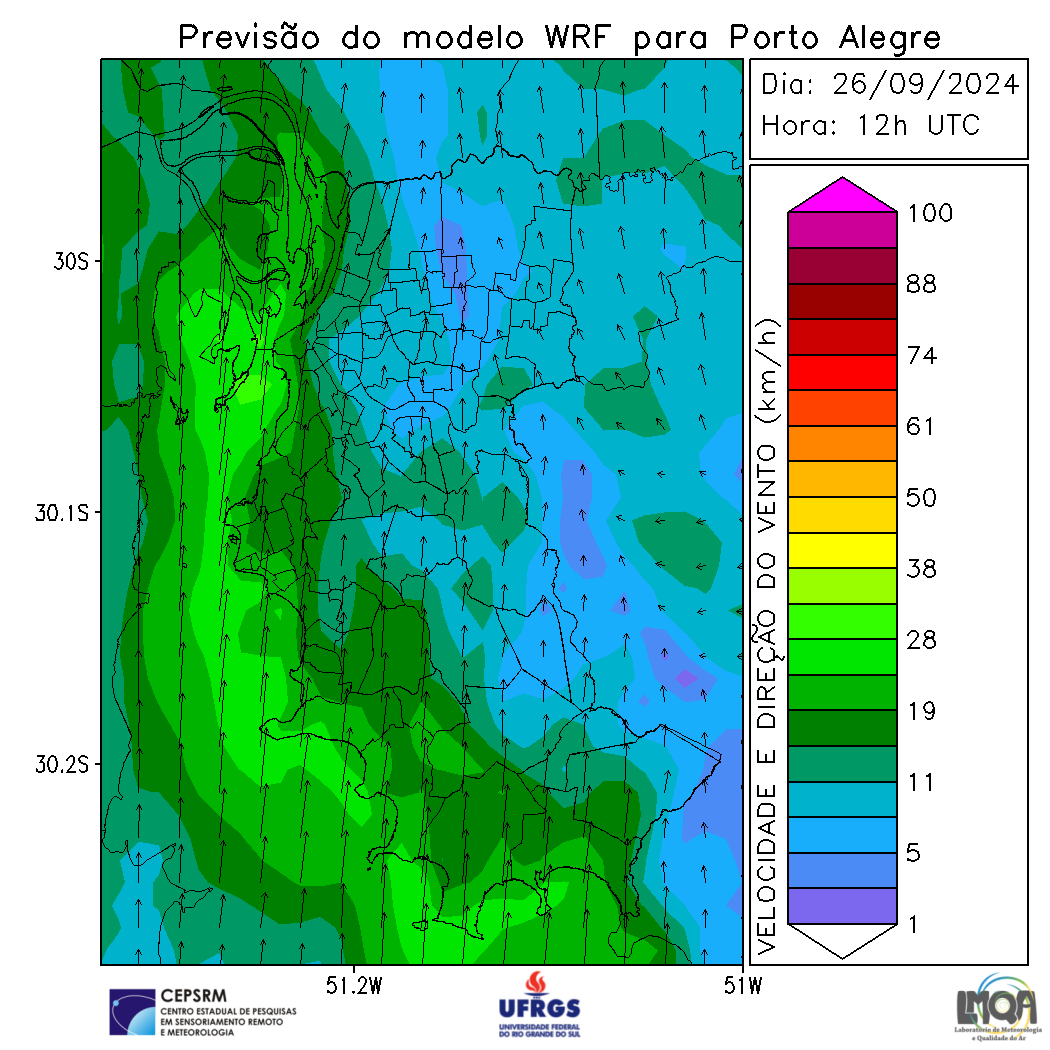 Previsão do modelo WRF para Porto Alegre
Dia: 26/09/2024
Hora: 12h UTC
30S
30.1S
30.2S
51.2W
51W
VELOCIDADE E DIREÇÃO DO VENTO (km/h)
100
88
74
61
50
38
28
19
11
5
1
CEPSRM
CENTRO ESTADUAL DE PESQUISAS
EM SENSORIAMENTO REMOTO
E METEOROLOGIA
UFRGS
UNIVERSIDADE FEDERAL
DO RIO GRANDE DO SUL
LMQA
Laboratório de Meteorologia
e Qualidade do Ar